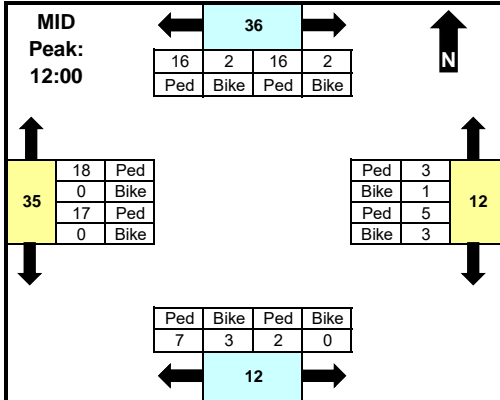 MID
Peak:
12:00
36
N
16 2 16 2
Ped Bike Ped Bike
35
18 Ped
0 Bike
17 Ped
0 Bike
Ped 3
Bike 1
Ped 5
Bike 3
12
Ped Bike Ped Bike
7 3 2 0
12